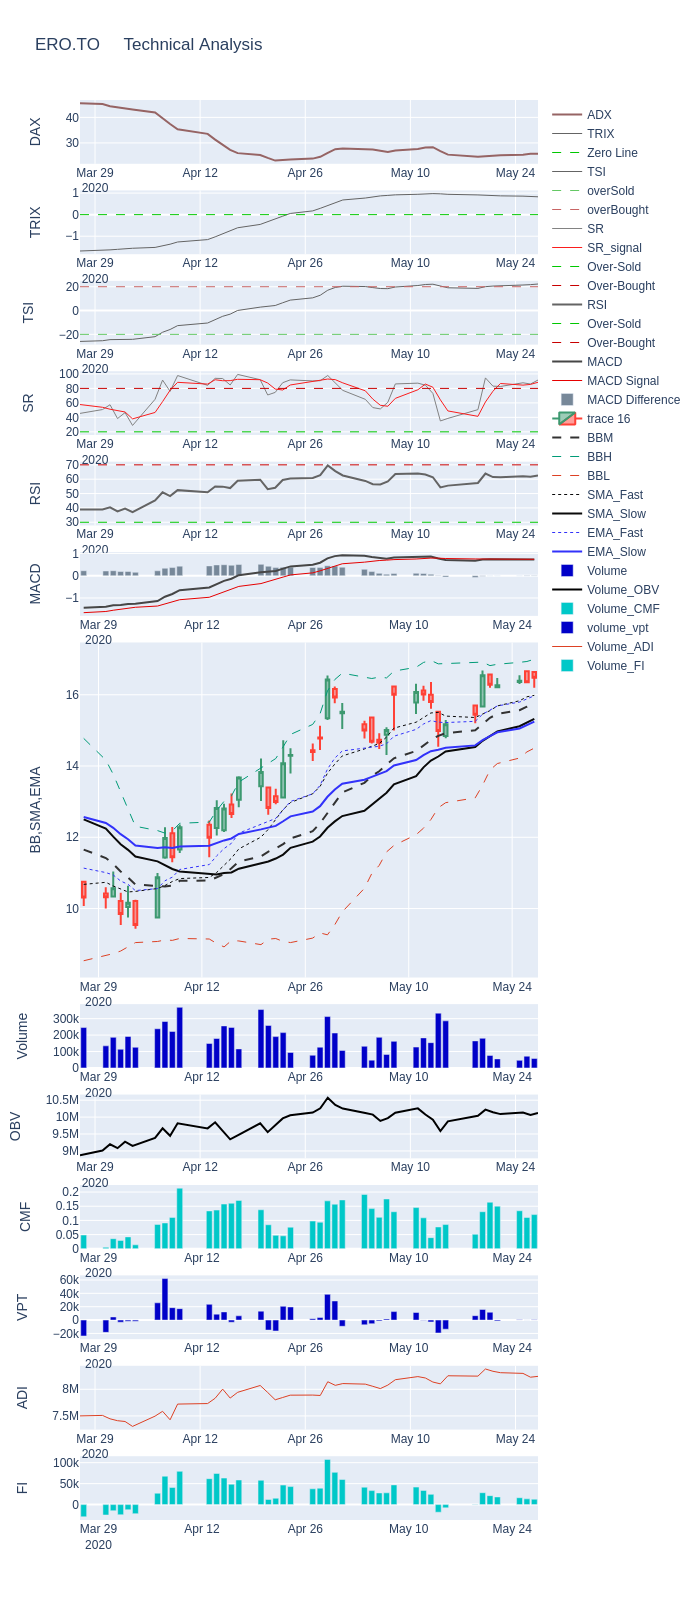 ERO.TO Technical Analysis
DAX
40
30
Mar 29
2020
Apr 12
Apr 26
May 10
May 24
TRIX
1
0
−1
Mar 29
2020
Apr 12
Apr 26
May 10
May 24
TSI
20
0
−20
Mar 29
2020
Apr 12
Apr 26
May 10
May 24
SR
100
80
60
40
20
Mar 29
2020
Apr 12
Apr 26
May 10
May 24
RSI
70
60
50
40
30
Mar 29
2020
Apr 12
Apr 26
May 10
May 24
MACD
1
0
−1
Mar 29
2020
Apr 12
Apr 26
May 10
May 24
BB,SMA,EMA
16
14
12
10
Mar 29
2020
Apr 12
Apr 26
May 10
May 24
Volume
300k
200k
100k
0
Mar 29
2020
Apr 12
Apr 26
May 10
May 24
OBV
10.5M
10M
9.5M
9M
Mar 29
2020
Apr 12
Apr 26
May 10
May 24
CMF
0.2
0.15
0.1
0.05
0
Mar 29
2020
Apr 12
Apr 26
May 10
May 24
VPT
60k
40k
20k
0
−20k
Mar 29
2020
Apr 12
Apr 26
May 10
May 24
ADI
8M
7.5M
Mar 29
2020
Apr 12
Apr 26
May 10
May 24
FI
100k
50k
0
Mar 29
2020
Apr 12
Apr 26
May 10
May 24
ADX
TRIX
Zero Line
TSI
overSold
overBought
SR
SR_signal
Over-Sold
Over-Bought
RSI
Over-Sold
Over-Bought
MACD
MACD Signal
MACD Difference
trace 16
BBM
BBH
BBL
SMA_Fast
SMA_Slow
EMA_Fast
EMA_Slow
Volume
Volume_OBV
Volume_CMF
volume_vpt
Volume_ADI
Volume_FI